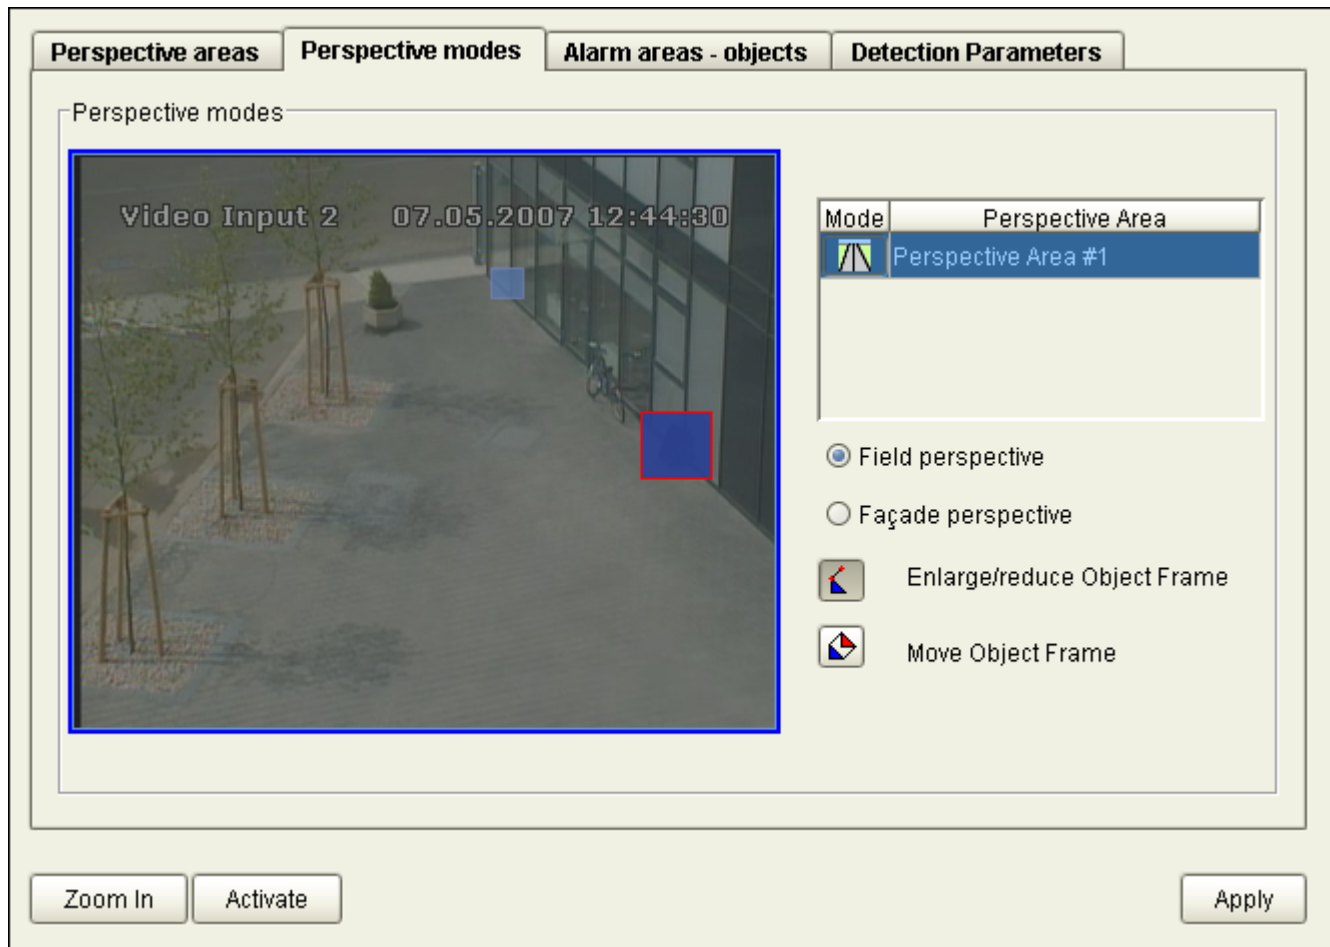 Perspective areas
Perspective modes
Alarm areas - objects
Detection Parameters
Perspective modes
Video Input 2 07.05.2007 12:44:30
Mode
Perspective Area
Perspective Area #1
Field perspective
Façade perspective
Enlarge/reduce Object Frame
Move Object Frame
Zoom In
Activate
Apply